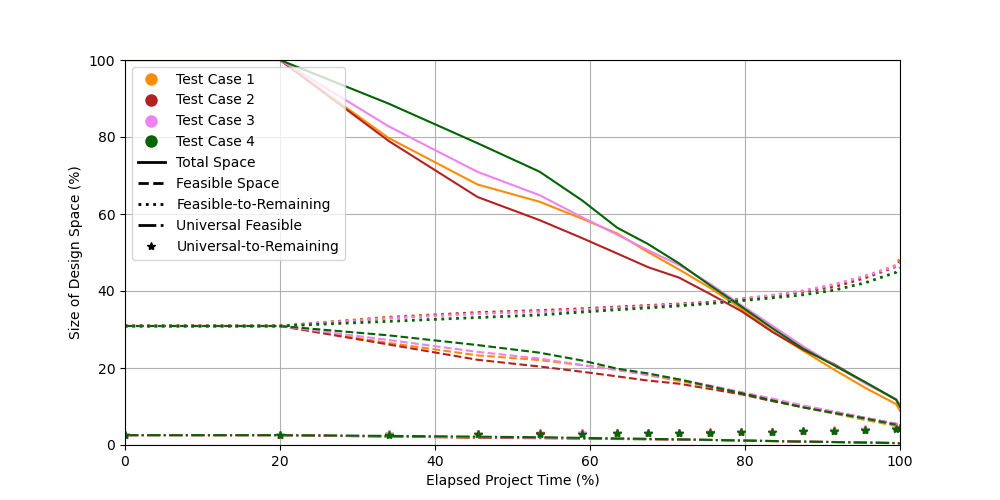 100
80
60
40
20
0
Size of Design Space (%)
Test Case 1
Test Case 2
Test Case 3
Test Case 4
Total Space
Feasible Space
Feasible-to-Remaining
Universal Feasible
Universal-to-Remaining
0 20 40 60 80 100
Elapsed Project Time (%)